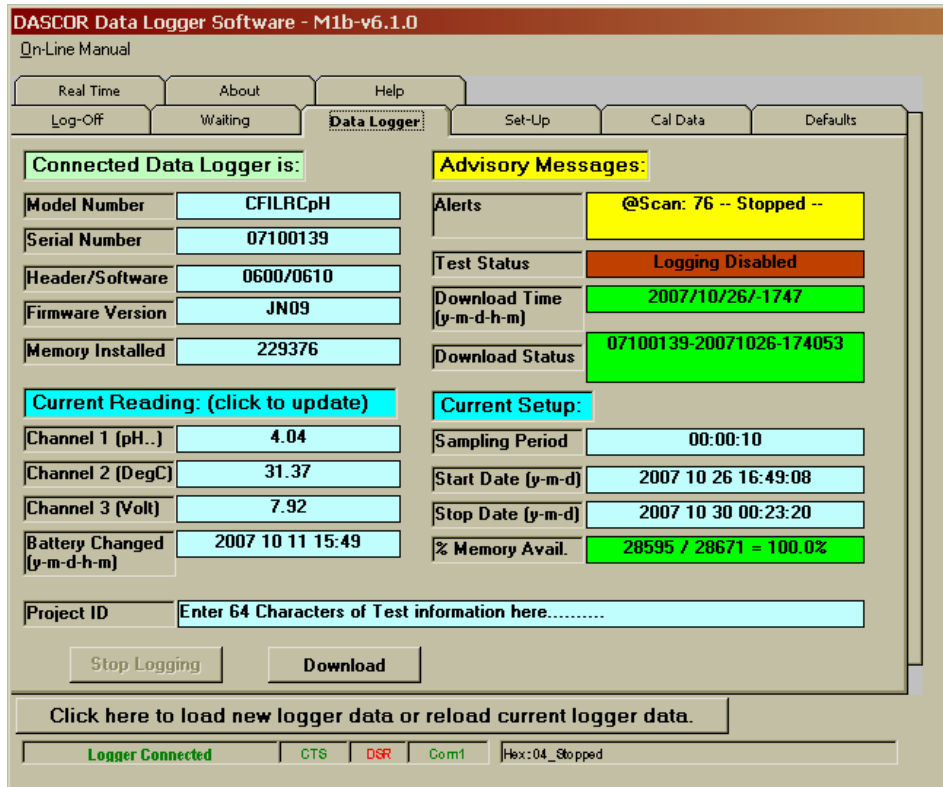 DASCOR Data Logger Software - M1b-v6.1.0
On-Line Manual
Real Time
About
Help
Log-Off
Waiting
Data Logger
Set-Up
Cal Data
Defaults
Connected Data Logger is:
Model Number
CFILRCpH
Serial Number
07100139
Header/Software
0600/0610
Firmware Version
JN09
Memory Installed
229376
Current Reading: (click to update)
Channel 1 (pH..)
4.04
Channel 2 (DegC)
31.37
Channel 3 (Volt)
7.92
Battery Changed
(y-m-d-h-m)
2007 10 11 15:49
Advisory Messages:
Alerts
@Scan: 76 -- Stopped --
Test Status
Logging Disabled
Download Time
(y-m-d-h-m)
2007/10/26/-1747
Download Status
07100139-20071026-174053
Current Setup:
Sampling Period
00:00:10
Start Date (y-m-d)
2007 10 26 16:49:08
Stop Date (y-m-d)
2007 10 30 00:23:20
% Memory Avail.
28595 / 28671 = 100.0%
Project ID
Enter 64 Characters of Test information here..........
Stop Logging
Download
Click here to load new logger data or reload current logger data.
Logger Connected
CTS
DSR
Com1
Hex:04_Stopped